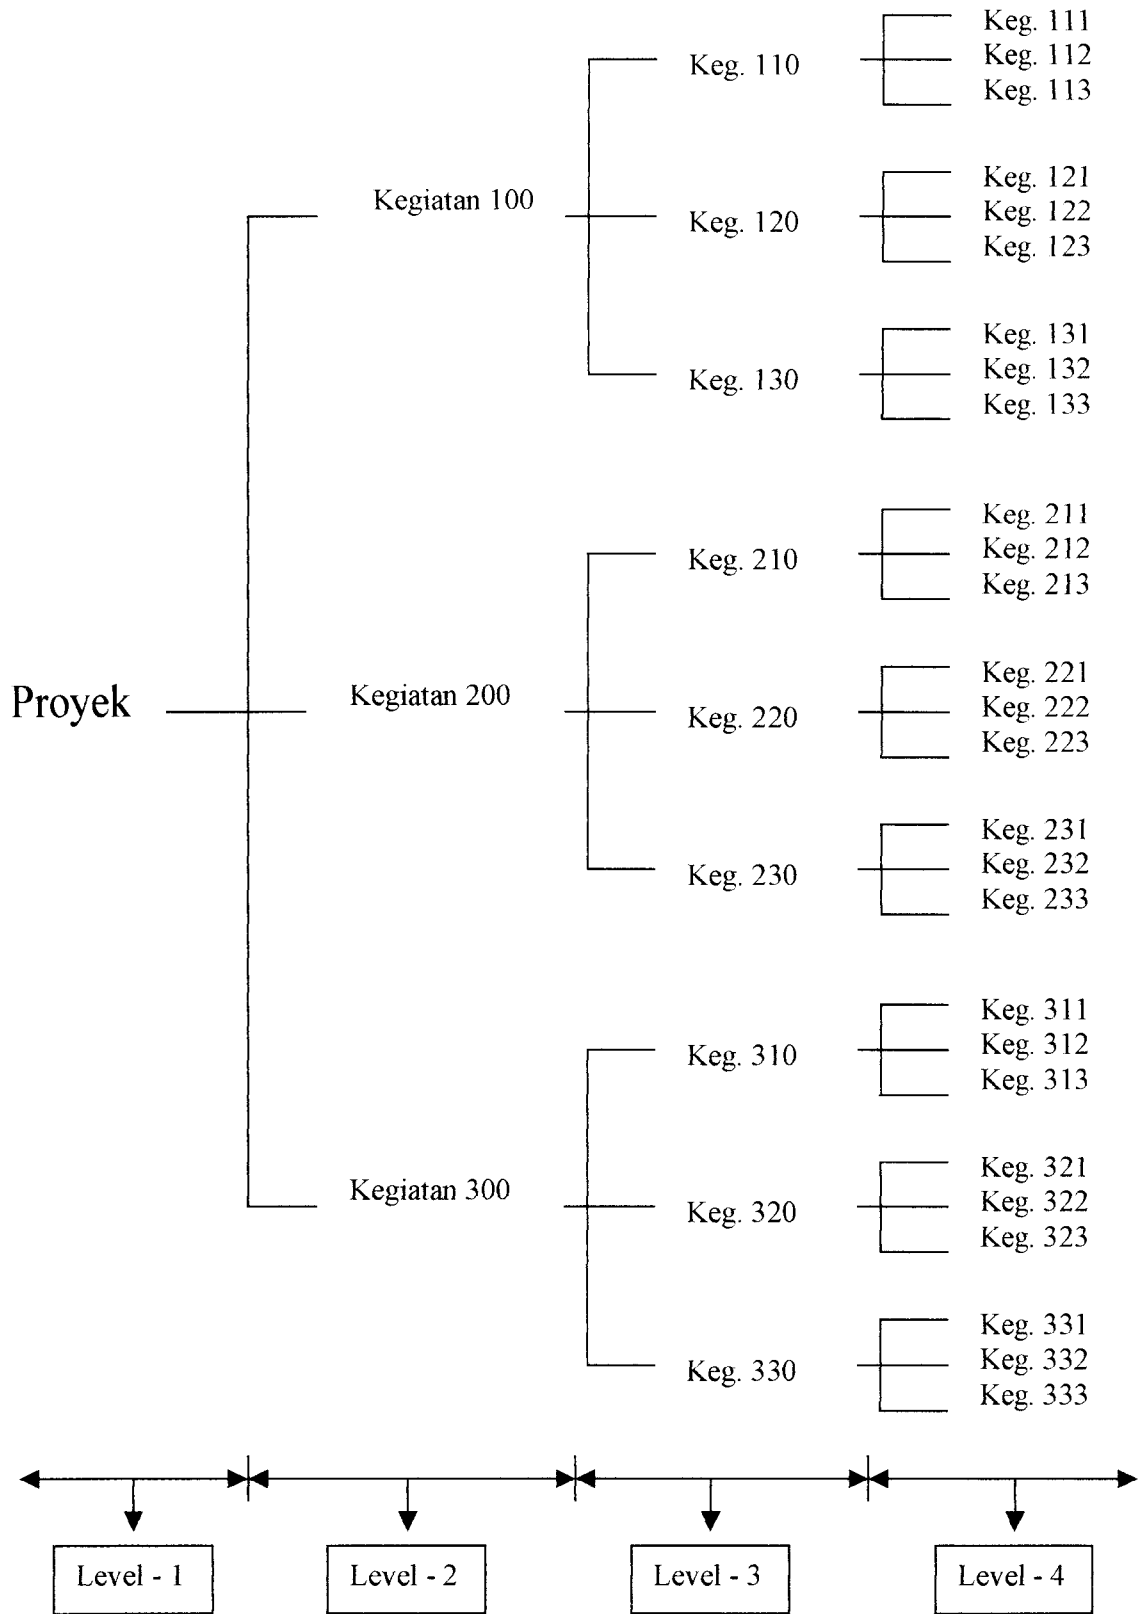 Keg. 111
Keg. 110
Keg. 112
Keg. 113
Keg. 121
Kegiatan 100
Keg. 120
Keg. 122
Keg. 123
Keg. 131
Keg. 130
Keg. 132
Keg. 133
Keg. 211
Keg. 210
Keg. 212
Keg. 213
Keg. 221
Proyek
Kegiatan 200
Keg. 220
Keg. 222
Keg. 223
Keg. 231
Keg. 230
Keg. 232
Keg. 233
Keg. 311
Keg. 310
Keg. 312
Keg. 313
Keg. 321
Kegiatan 300
Keg. 320
Keg. 322
Keg. 323
Keg. 331
Keg. 330
Keg. 332
Keg. 333
Level - 1
Level - 2
Level - 3
Level - 4